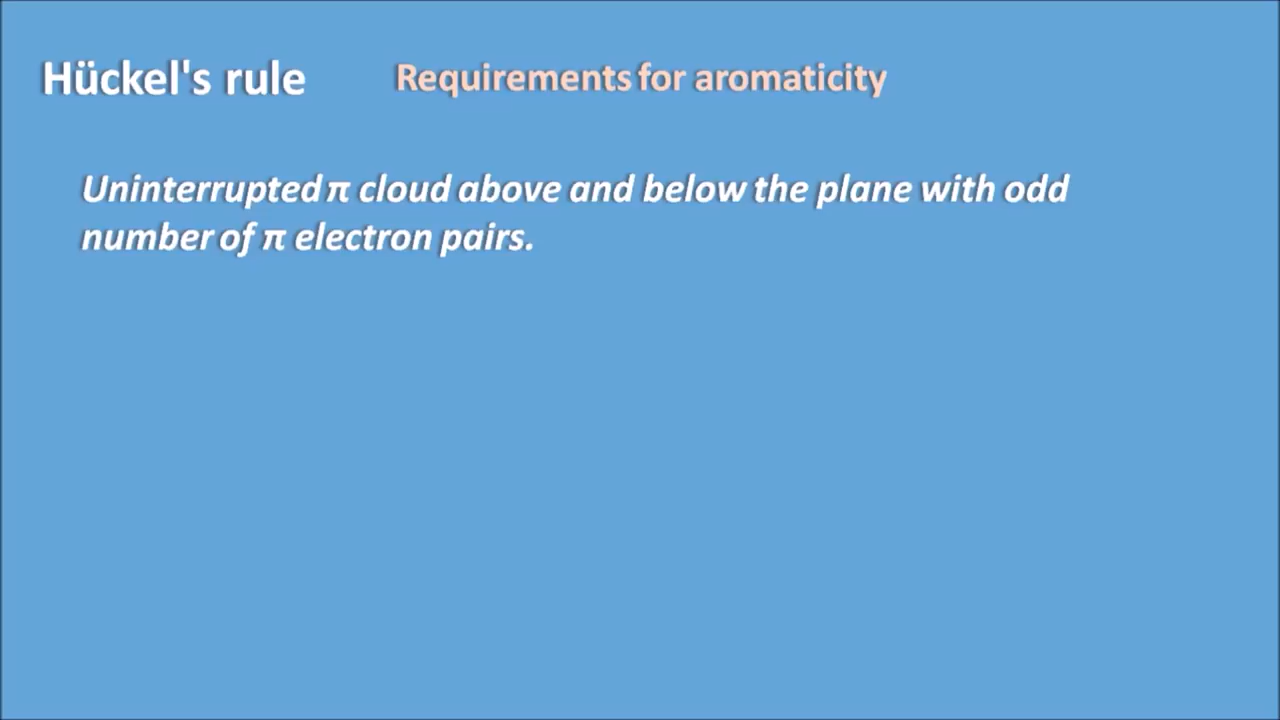 Hückel's rule
Requirements for aromaticity
Uninterrupted π cloud above and below the plane with odd
number of π electron pairs.